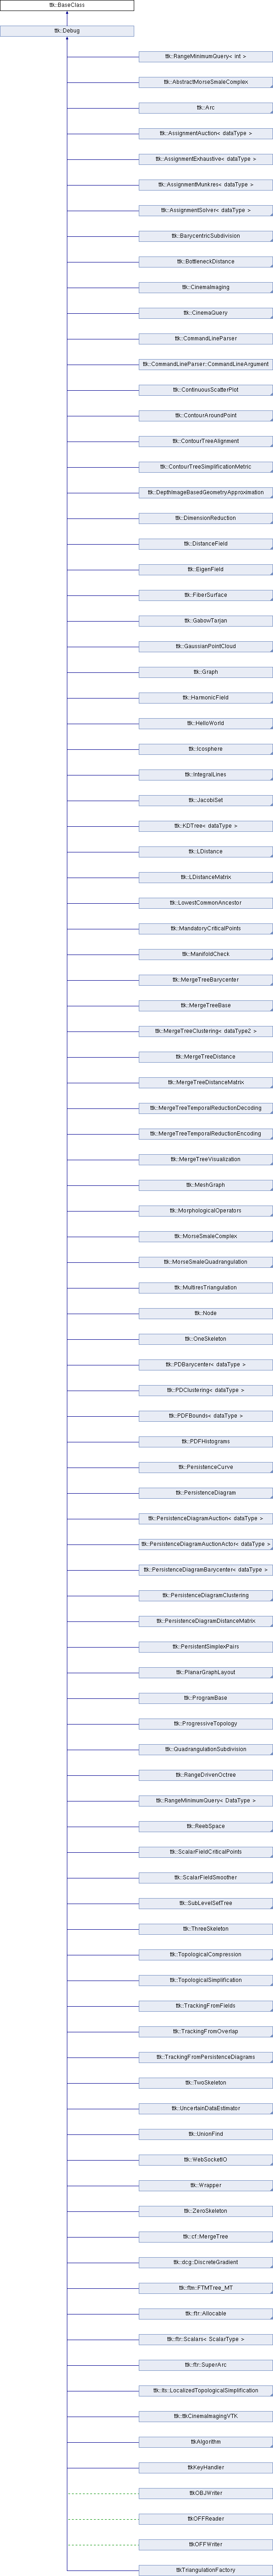 ttk::BaseClass
ttk::Debug
ttk::RangeMinimumQuery< int >
ttk::AbstractMorseSmaleComplex
ttk::Arc
ttk::AssignmentAuction< dataType >
ttk::AssignmentExhaustive< dataType >
ttk::AssignmentMunkres< dataType >
ttk::AssignmentSolver< dataType >
ttk::BarycentricSubdivision
ttk::BottleneckDistance
ttk::CinemaImaging
ttk::CinemaQuery
ttk::CommandLineParser
ttk::CommandLineParser::CommandLineArgument
ttk::ContinuousScatterPlot
ttk::ContourAroundPoint
ttk::ContourTreeAlignment
ttk::ContourTreeSimplificationMetric
ttk::DepthImageBasedGeometryApproximation
ttk::DimensionReduction
ttk::DistanceField
ttk::EigenField
ttk::FiberSurface
ttk::GabowTarjan
ttk::GaussianPointCloud
ttk::Graph
ttk::HarmonicField
ttk::HelloWorld
ttk::Icosphere
ttk::IntegralLines
ttk::JacobiSet
ttk::KDTree< dataType >
ttk::LDistance
ttk::LDistanceMatrix
ttk::LowestCommonAncestor
ttk::MandatoryCriticalPoints
ttk::ManifoldCheck
ttk::MergeTreeBarycenter
ttk::MergeTreeBase
ttk::MergeTreeClustering< dataType2 >
ttk::MergeTreeDistance
ttk::MergeTreeDistanceMatrix
ttk::MergeTreeTemporalReductionDecoding
ttk::MergeTreeTemporalReductionEncoding
ttk::MergeTreeVisualization
ttk::MeshGraph
ttk::MorphologicalOperators
ttk::MorseSmaleComplex
ttk::MorseSmaleQuadrangulation
ttk::MultiresTriangulation
ttk::Node
ttk::OneSkeleton
ttk::PDBarycenter< dataType >
ttk::PDClustering< dataType >
ttk::PDFBounds< dataType >
ttk::PDFHistograms
ttk::PersistenceCurve
ttk::PersistenceDiagram
ttk::PersistenceDiagramAuction< dataType >
ttk::PersistenceDiagramAuctionActor< dataType >
ttk::PersistenceDiagramBarycenter< dataType >
ttk::PersistenceDiagramClustering
ttk::PersistenceDiagramDistanceMatrix
ttk::PersistentSimplexPairs
ttk::PlanarGraphLayout
ttk::ProgramBase
ttk::ProgressiveTopology
ttk::QuadrangulationSubdivision
ttk::RangeDrivenOctree
ttk::RangeMinimumQuery< DataType >
ttk::ReebSpace
ttk::ScalarFieldCriticalPoints
ttk::ScalarFieldSmoother
ttk::SubLevelSetTree
ttk::ThreeSkeleton
ttk::TopologicalCompression
ttk::TopologicalSimplification
ttk::TrackingFromFields
ttk::TrackingFromOverlap
ttk::TrackingFromPersistenceDiagrams
ttk::TwoSkeleton
ttk::UncertainDataEstimator
ttk::UnionFind
ttk::WebSocketIO
ttk::Wrapper
ttk::ZeroSkeleton
ttk::cf::MergeTree
ttk::dcg::DiscreteGradient
ttk::ftm::FTMTree_MT
ttk::ftr::Allocable
ttk::ftr::Scalars< ScalarType >
ttk::ftr::SuperArc
ttk::lts::LocalizedTopologicalSimplification
ttk::ttkCinemaImagingVTK
ttkAlgorithm
ttkKeyHandler
ttkOBJWriter
ttkOFFReader
ttkOFFWriter
ttkTriangulationFactory